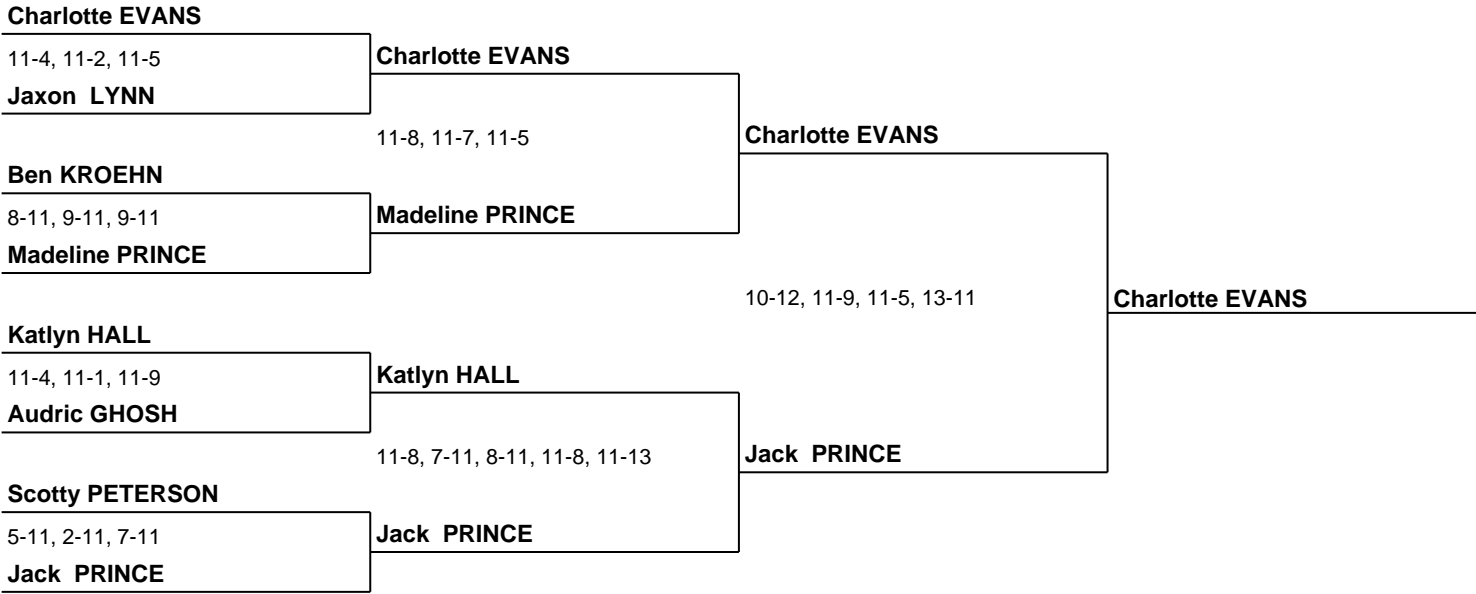 Charlotte EVANS
11-4, 11-2, 11-5
Charlotte EVANS
Jaxon  LYNN
11-8, 11-7, 11-5
Charlotte EVANS
Ben KROEHN
8-11, 9-11, 9-11
Madeline PRINCE
Madeline PRINCE
10-12, 11-9, 11-5, 13-11
Charlotte EVANS
Katlyn HALL
11-4, 11-1, 11-9
Katlyn HALL
Audric GHOSH
11-8, 7-11, 8-11, 11-8, 11-13
Jack  PRINCE
Scotty PETERSON
5-11, 2-11, 7-11
Jack  PRINCE
Jack  PRINCE